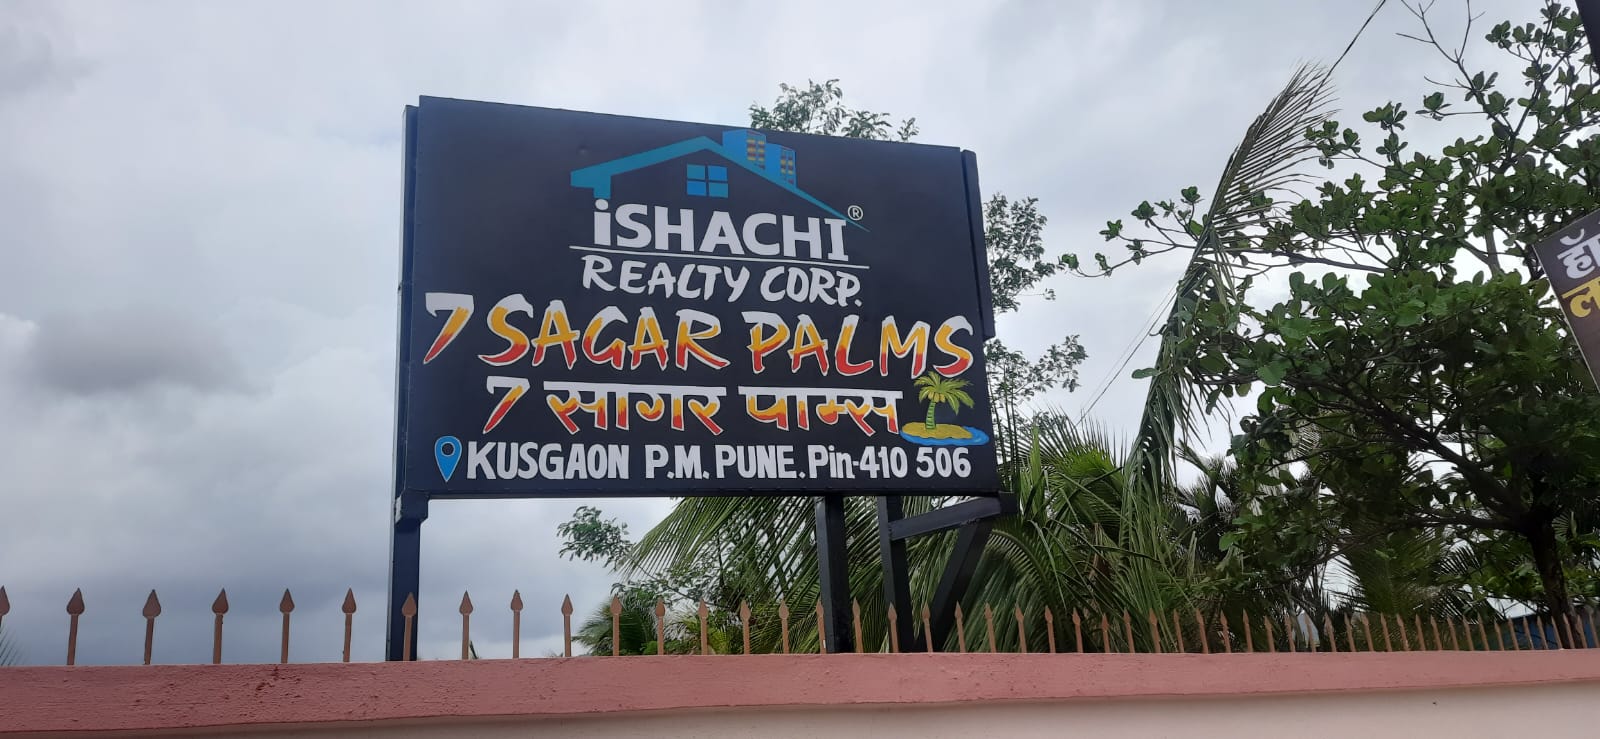 iSHACHI®
REALTY CORP.
7 SAGAR PALMS
7 सागर पाम्स
KUSGAON P.M. PUNE. Pin-410 506